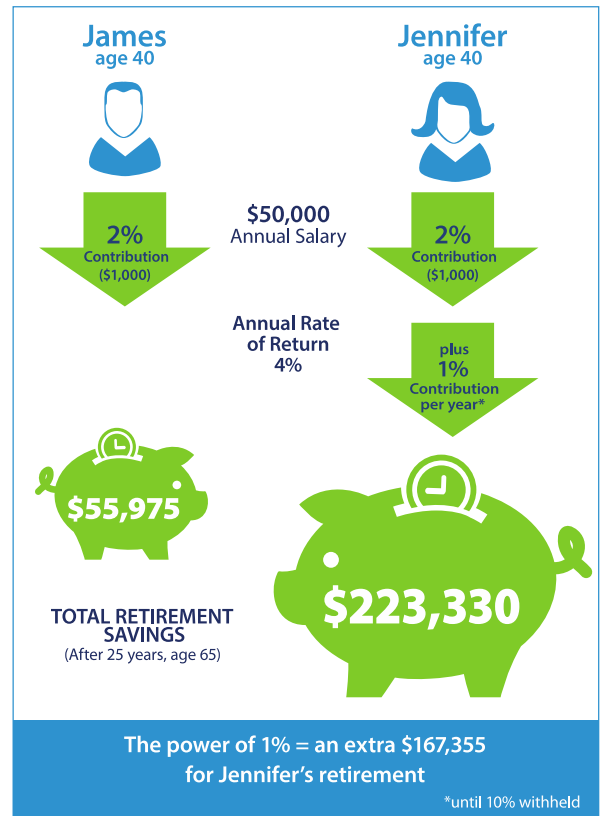 James
age 40
Jennifer
age 40
$50,000
Annual Salary
2%
Contribution
($1,000)
2%
Contribution
($1,000)
Annual Rate
of Return
4%
plus
1%
Contribution
per year*
$55,975
$223,330
TOTAL RETIREMENT
SAVINGS
(After 25 years, age 65)
The power of 1% = an extra $167,355
for Jennifer's retirement
*until 10% withheld